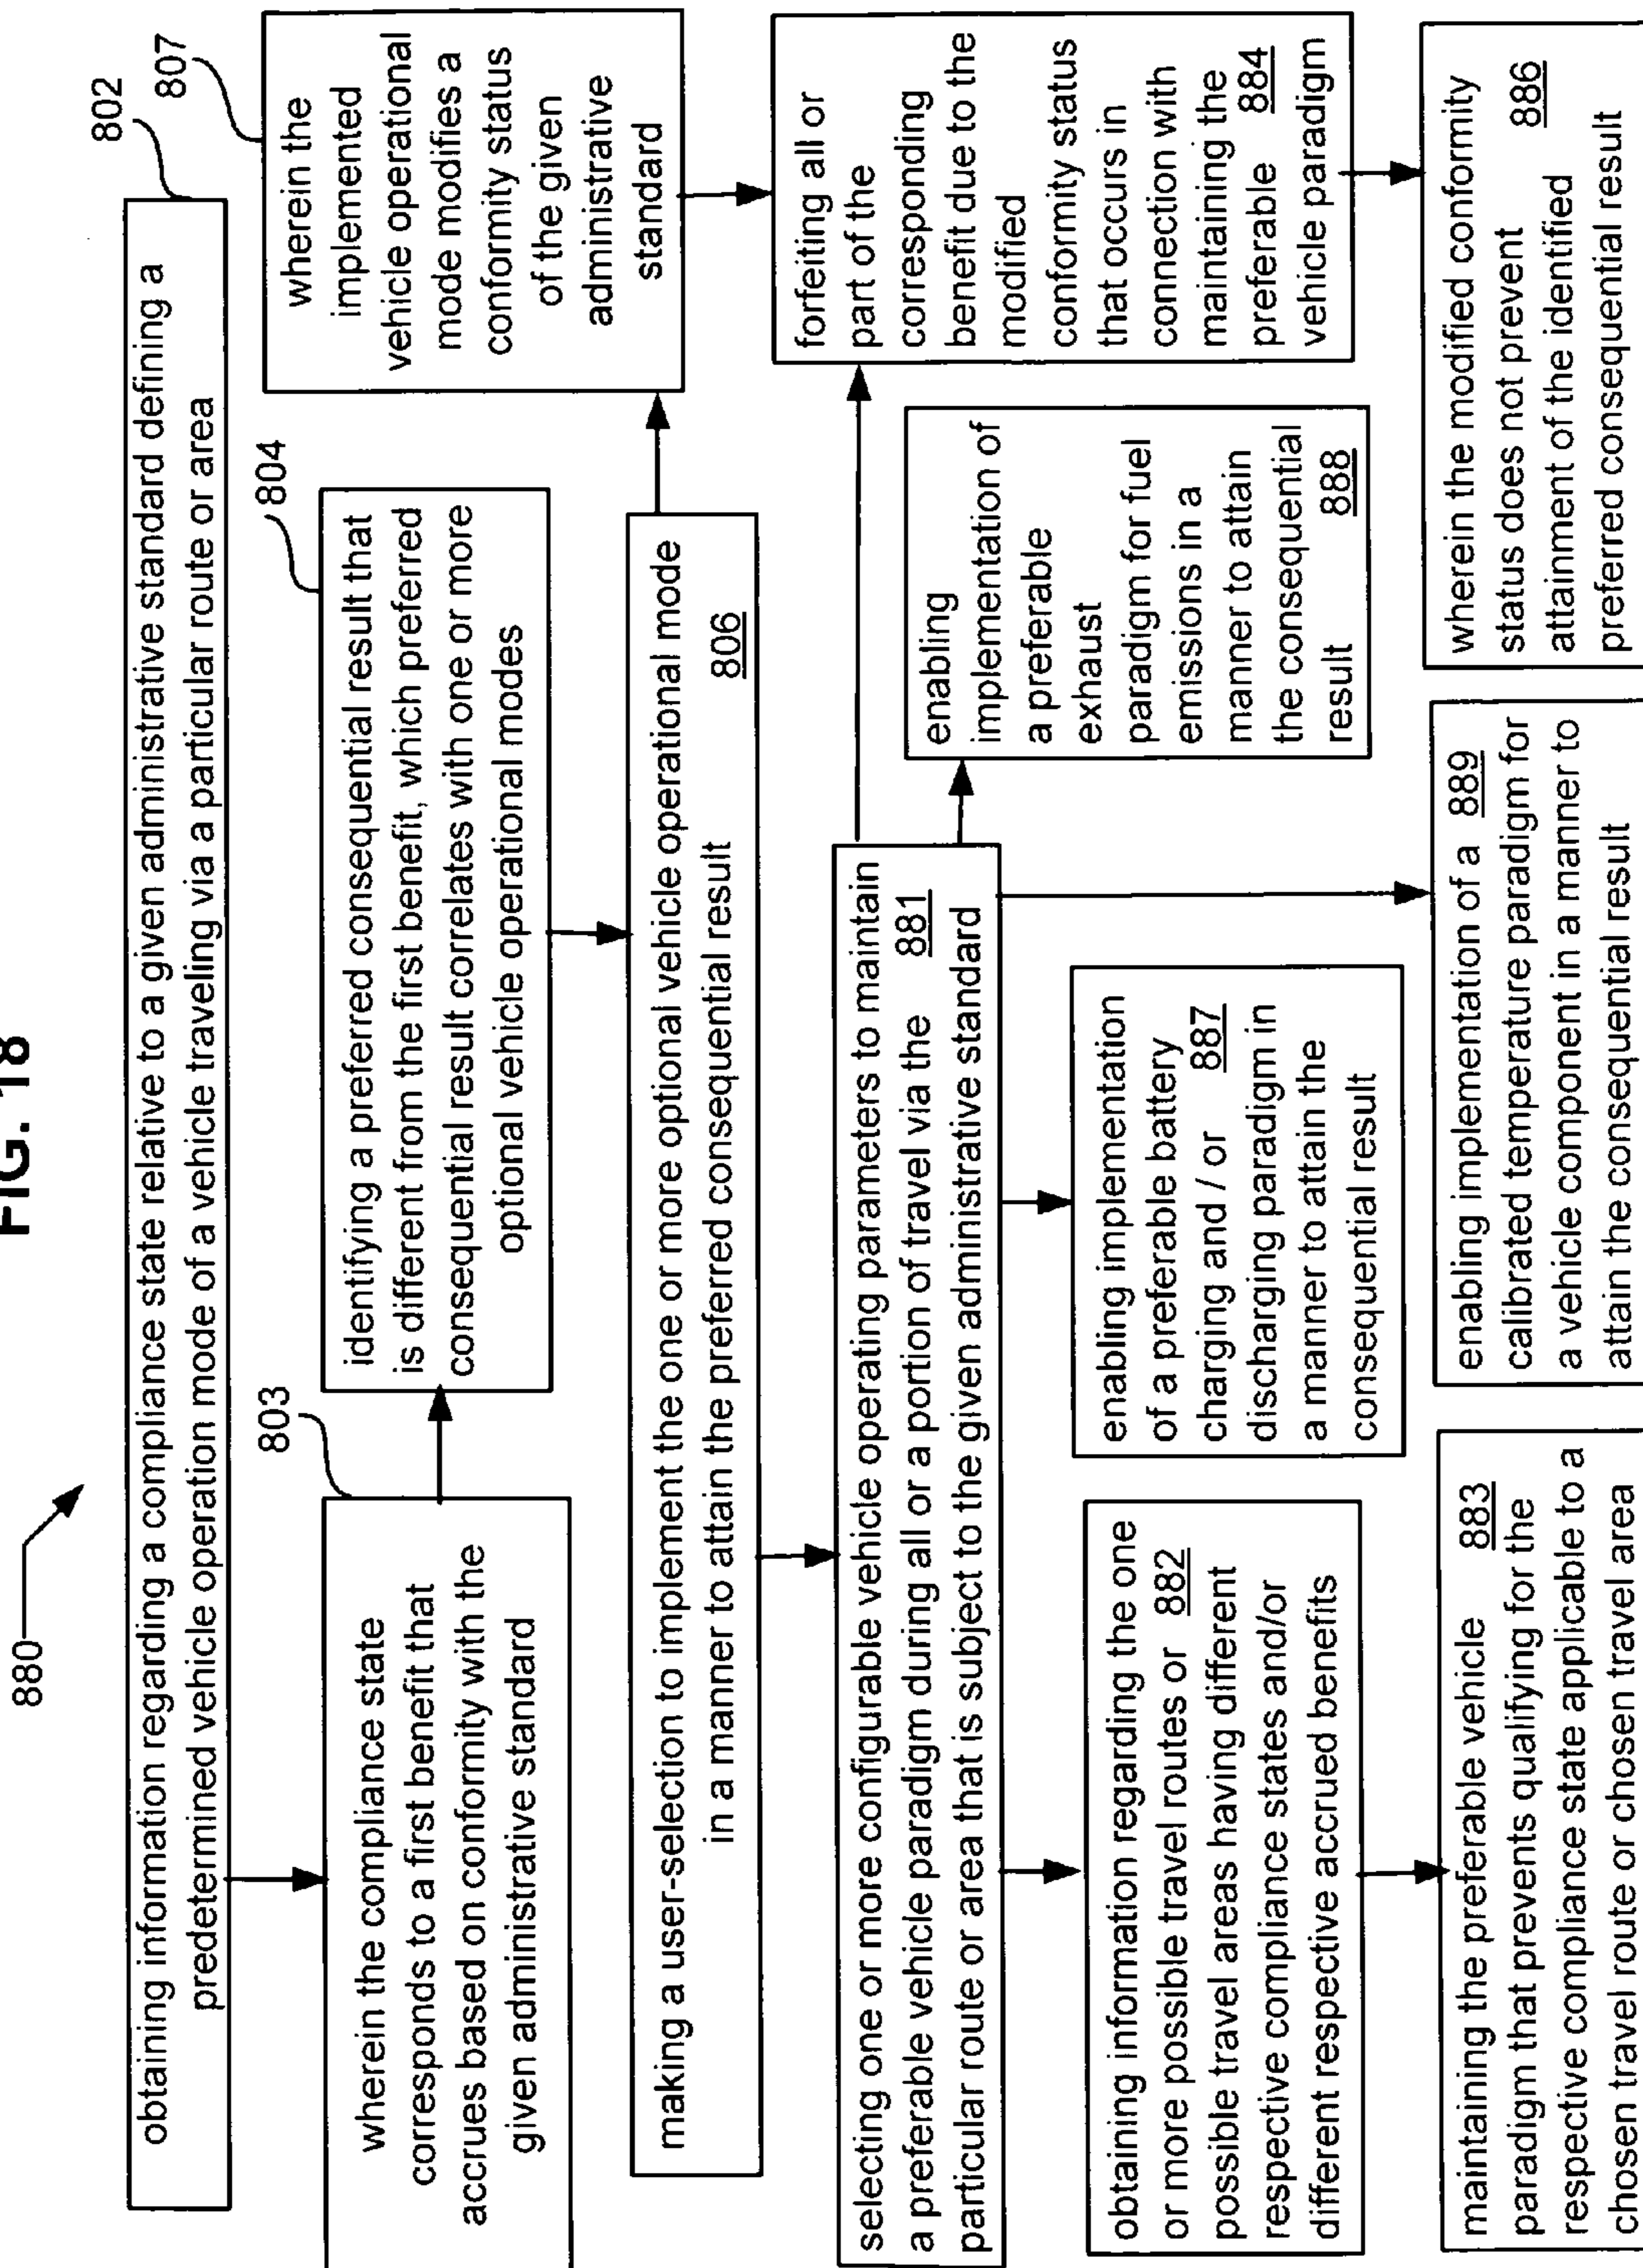 FIG. 18
880
802
obtaining information regarding a compliance state relative to a given administrative standard defining a
predetermined vehicle operation mode of a vehicle traveling via a particular route or area
803
wherein the compliance state
corresponds to a first benefit that
accrues based on conformity with the
given administrative standard
804
identifying a preferred consequential result that
is different from the first benefit, which preferred
consequential result correlates with one or more
optional vehicle operational modes
807
wherein the
implemented
vehicle operational
mode modifies a
conformity status
of the given
administrative
standard
making a user-selection to implement the one or more optional vehicle operational mode
in a manner to attain the preferred consequential result 806
selecting one or more configurable vehicle operating parameters to maintain
a preferable vehicle paradigm during all or a portion of travel via the 881
particular route or area that is subject to the given administrative standard
forfeiting all or
part of the
corresponding
benefit due to the
modified
conformity status
that occurs in
connection with
maintaining the
preferable 884
vehicle paradigm
enabling
implementation of
a preferable
exhaust
paradigm for fuel
emissions in a
manner to attain
the consequential
result 888
obtaining information regarding the one
or more possible travel routes or 882
possible travel areas having different
respective compliance states and/or
different respective accrued benefits
enabling implementation
of a preferable battery
charging and / or 887
discharging paradigm in
a manner to attain the
consequential result
maintaining the preferable vehicle 883
paradigm that prevents qualifying for the
respective compliance state applicable to a
chosen travel route or chosen travel area
enabling implementation of a 889
calibrated temperature paradigm for
a vehicle component in a manner to
attain the consequential result
wherein the modified conformity
status does not prevent 886
attainment of the identified
preferred consequential result